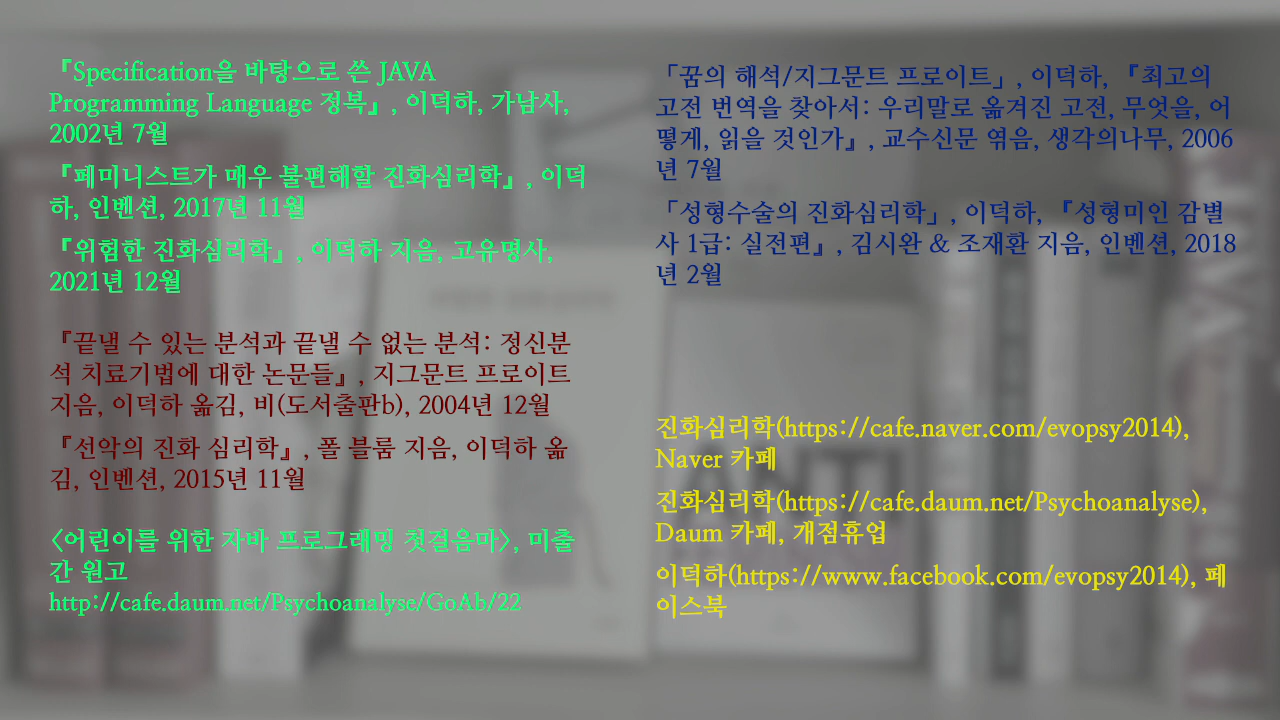 『Specification을 바탕으로 쓴 JAVA
Programming Language 정복』, 이덕하, 가남사,
2002년 7월
『페미니스트가 매우 불편해할 진화심리학』, 이덕
하, 인벤션, 2017년 11월
『위험한 진화심리학』, 이덕하 지음, 고유명사,
2021년 12월
『끝낼 수 있는 분석과 끝낼 수 없는 분석: 정신분
석 치료기법에 대한 논문들』, 지그문트 프로이트
지음, 이덕하 옮김, 비(도서출판b), 2004년 12월
『선악의 진화 심리학』, 폴 블룸 지음, 이덕하 옮
김, 인벤션, 2015년 11월
<어린이를 위한 자바 프로그래밍 첫걸음마>, 미출
간 원고
http://cafe.daum.net/Psychoanalyse/GoAb/22
「꿈의 해석/지그문트 프로이트」, 이덕하, 『최고의
고전 번역을 찾아서: 우리말로 옮겨진 고전, 무엇을, 어
떻게, 읽을 것인가』, 교수신문 엮음, 생각의나무, 2006
년 7월
「성형수술의 진화심리학」, 이덕하, 『성형미인 감별
사 1급: 실전편』, 김시완 & 조재환 지음, 인벤션, 2018
년 2월
진화심리학(https://cafe.naver.com/evopsy2014),
Naver 카페
진화심리학(https://cafe.daum.net/Psychoanalyse),
Daum 카페, 개점휴업
이덕하(https://www.facebook.com/evopsy2014), 페
이스북